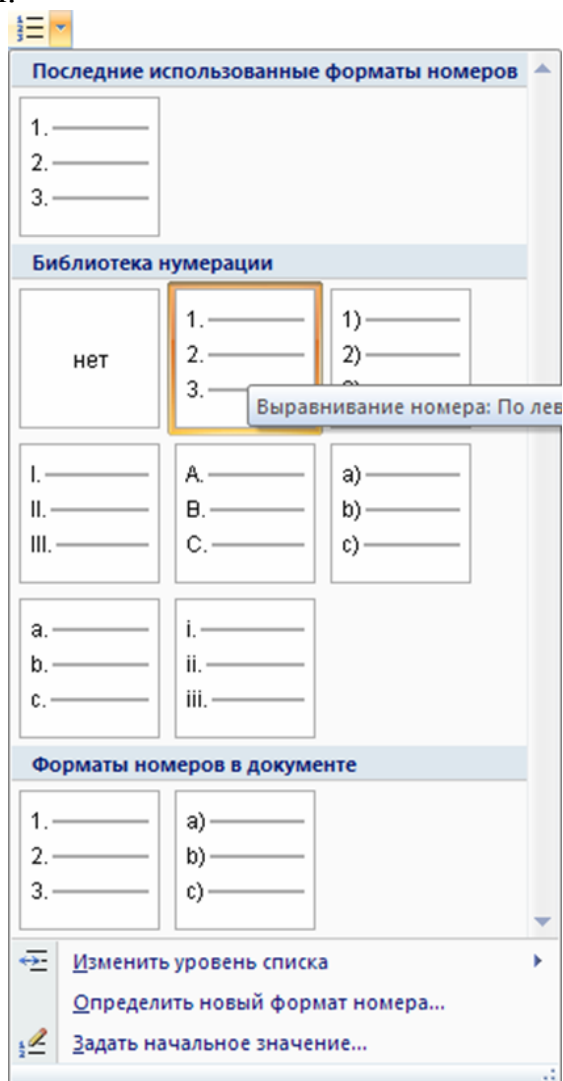 Последние использованные форматы номеров
1.
2.
3.
Библиотека нумерации
нет
1.
2.
3.
1)
2)
Выравнивание номера: По лев
I.
II.
III.
A.
B.
C.
a)
b)
c)
a.
b.
c.
i.
ii.
iii.
Форматы номеров в документе
1.
2.
3.
a)
b)
c)
Изменить уровень списка
Определить новый формат номера...
Задать начальное значение...